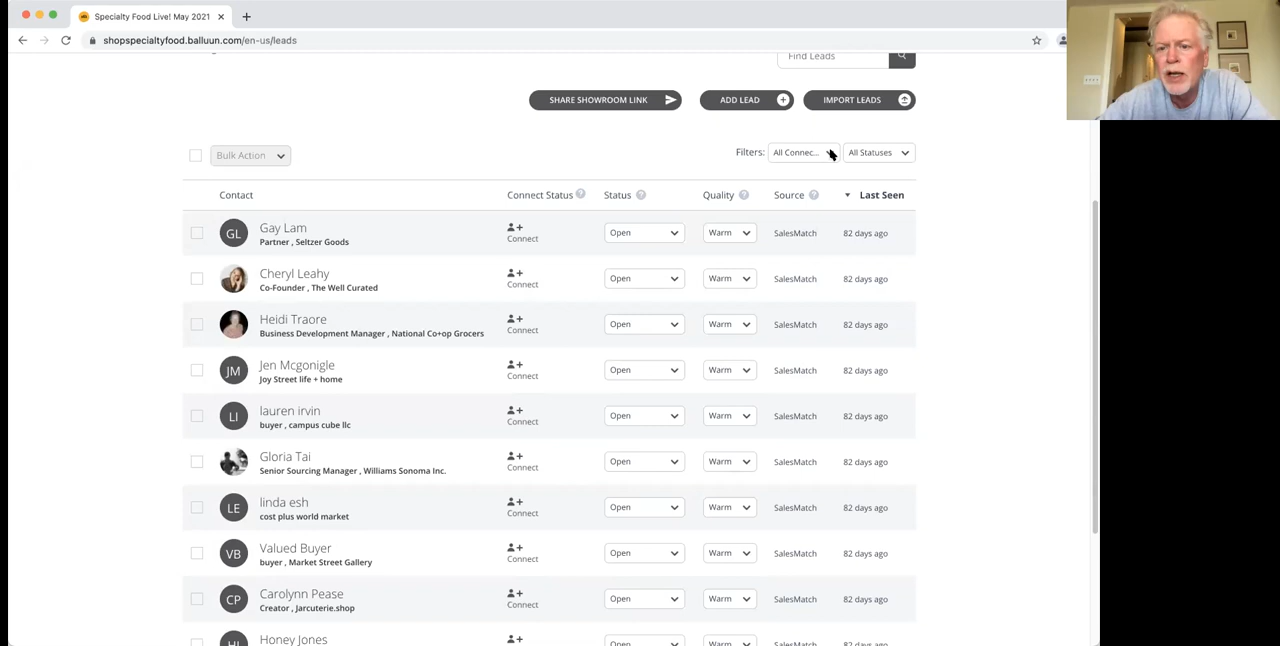 Specialty Food Live! May 2021
shopspecialtyfood.balluun.com/en-us/leads
Find Leads
SHARE SHOWROOM LINK
ADD LEAD
IMPORT LEADS
Bulk Action
Filters:
All Connec...
All Statuses
Contact
Connect Status
Status
Quality
Source
Last Seen
GL
Gay Lam
Partner , Seltzer Goods
Connect
Open
Warm
SalesMatch
82 days ago
Cheryl Leahy
Co-Founder , The Well Curated
Connect
Open
Warm
SalesMatch
82 days ago
Heidi Traore
Business Development Manager , National Co+op Grocers
Connect
Open
Warm
SalesMatch
82 days ago
JM
Jen Mcgonigle
Joy Street life + home
Connect
Open
Warm
SalesMatch
82 days ago
LI
lauren irvin
buyer , campus cube llc
Connect
Open
Warm
SalesMatch
82 days ago
Gloria Tai
Senior Sourcing Manager , Williams Sonoma Inc.
Connect
Open
Warm
SalesMatch
82 days ago
LE
linda esh
cost plus world market
Connect
Open
Warm
SalesMatch
82 days ago
VB
Valued Buyer
buyer , Market Street Gallery
Connect
Open
Warm
SalesMatch
82 days ago
CP
Carolynn Pease
Creator , Jarcuterie.shop
Connect
Open
Warm
SalesMatch
82 days ago
HJ
Honey Jones
Open
Warm
SalesMatch
82 days ago